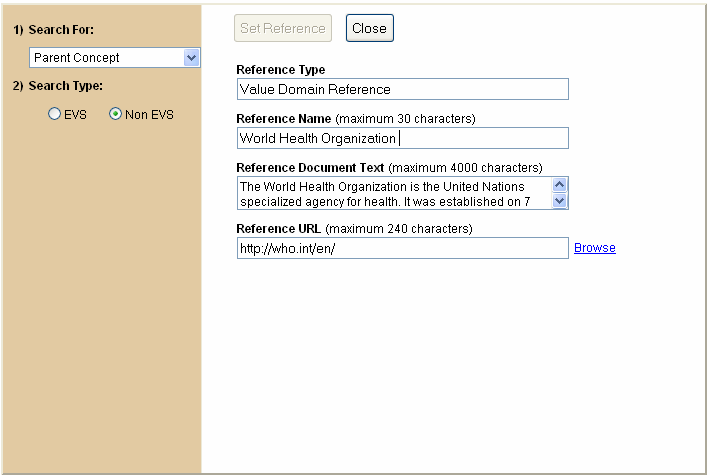 1) Search For:
Parent Concept
2) Search Type:
EVS Non EVS
Set Reference Close
Reference Type
Value Domain Reference
Reference Name (maximum 30 characters)
World Health Organization
Reference Document Text (maximum 4000 characters)
The World Health Organization is the United Nations
specialized agency for health. It was established on 7
Reference URL (maximum 240 characters)
http://who.int/en/ Browse